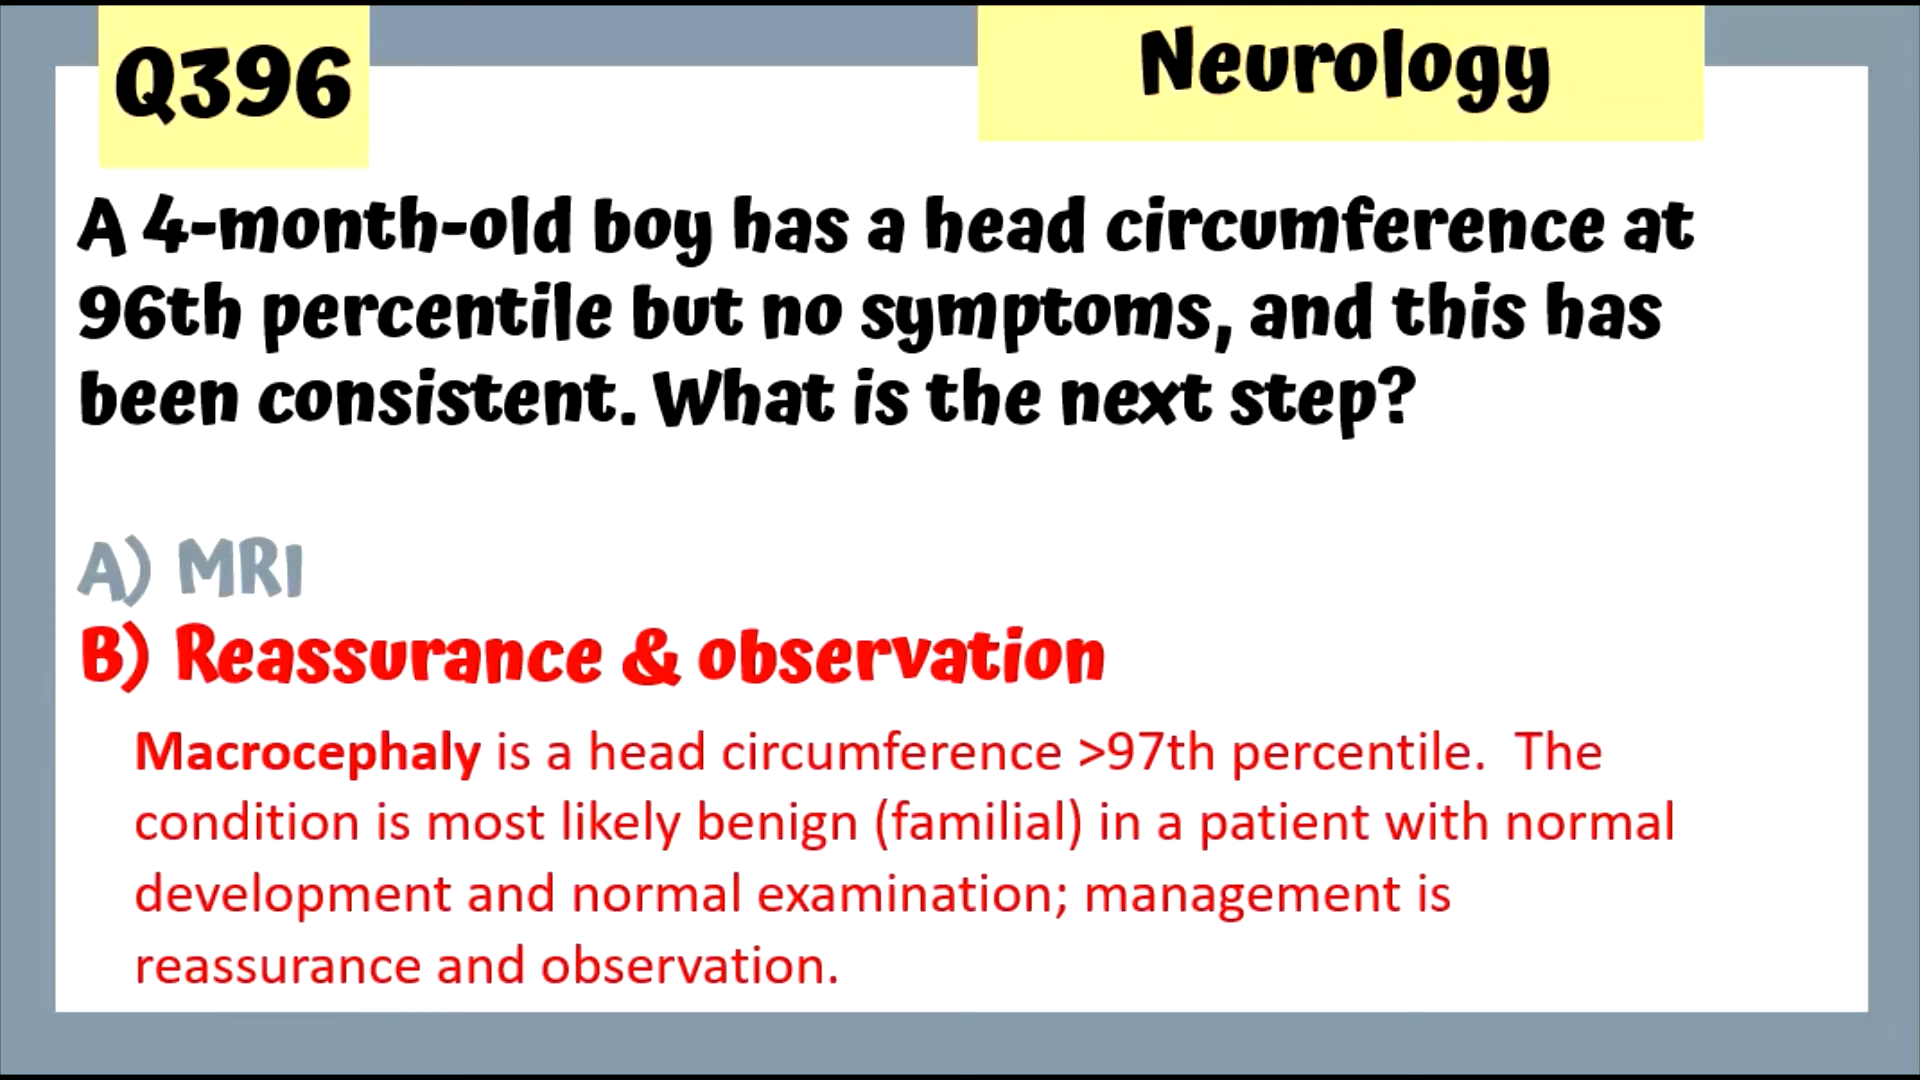 Q396
Neurology
A 4-month-old boy has a head circumference at
96th percentile but no symptoms, and this has
been consistent. What is the next step?
A) MRI
B) Reassurance & observation
Macrocephaly is a head circumference >97th percentile.  The
condition is most likely benign (familial) in a patient with normal
development and normal examination; management is
reassurance and observation.